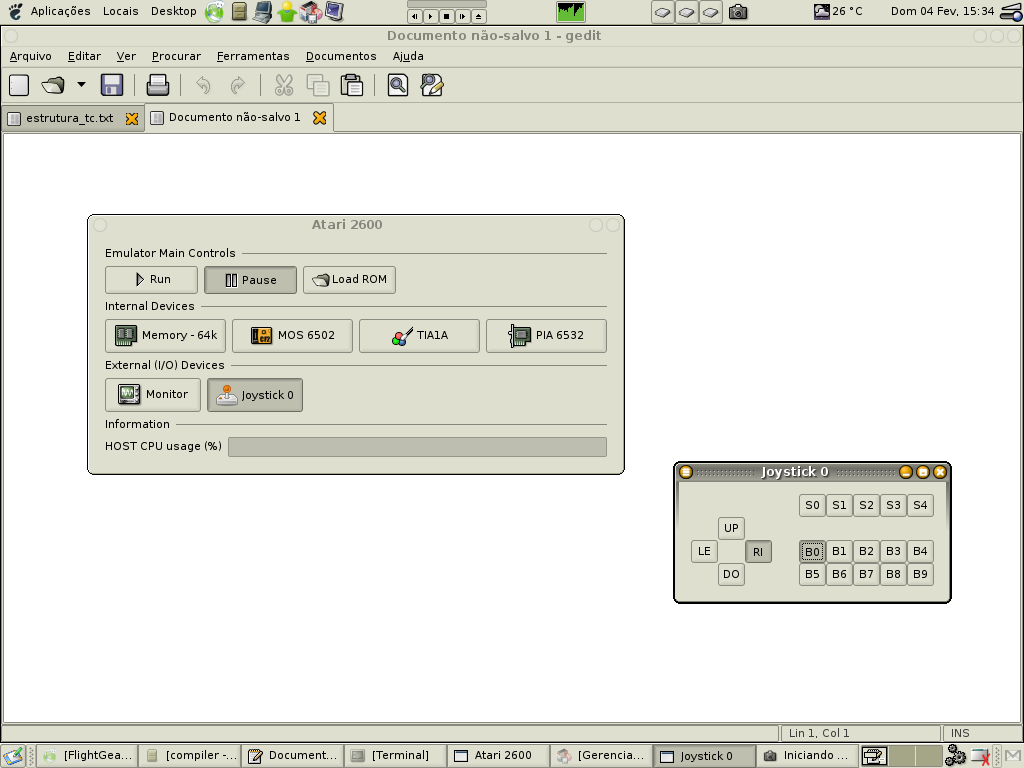 Aplicações Locais Desktop 26 °C Dom 04 Fev, 15:34
Documento não-salvo 1 - gedit
Arquivo Editar Ver Procurar Ferramentas Documentos Ajuda
estrutura_tc.txt Documento não-salvo 1
Atari 2600
Emulator Main Controls
Run Pause Load ROM
Internal Devices
Memory - 64k MOS 6502 TIA1A PIA 6532
External (I/O) Devices
Monitor Joystick 0
Information
HOST CPU usage (%)
Joystick 0
S0 S1 S2 S3 S4
UP
LE RI B0 B1 B2 B3 B4
DO B5 B6 B7 B8 B9
Lin 1, Col 1 INS
[FlightGea... [compiler -... Document... [Terminal] Atari 2600 [Gerencia... Joystick 0 Iniciando ...